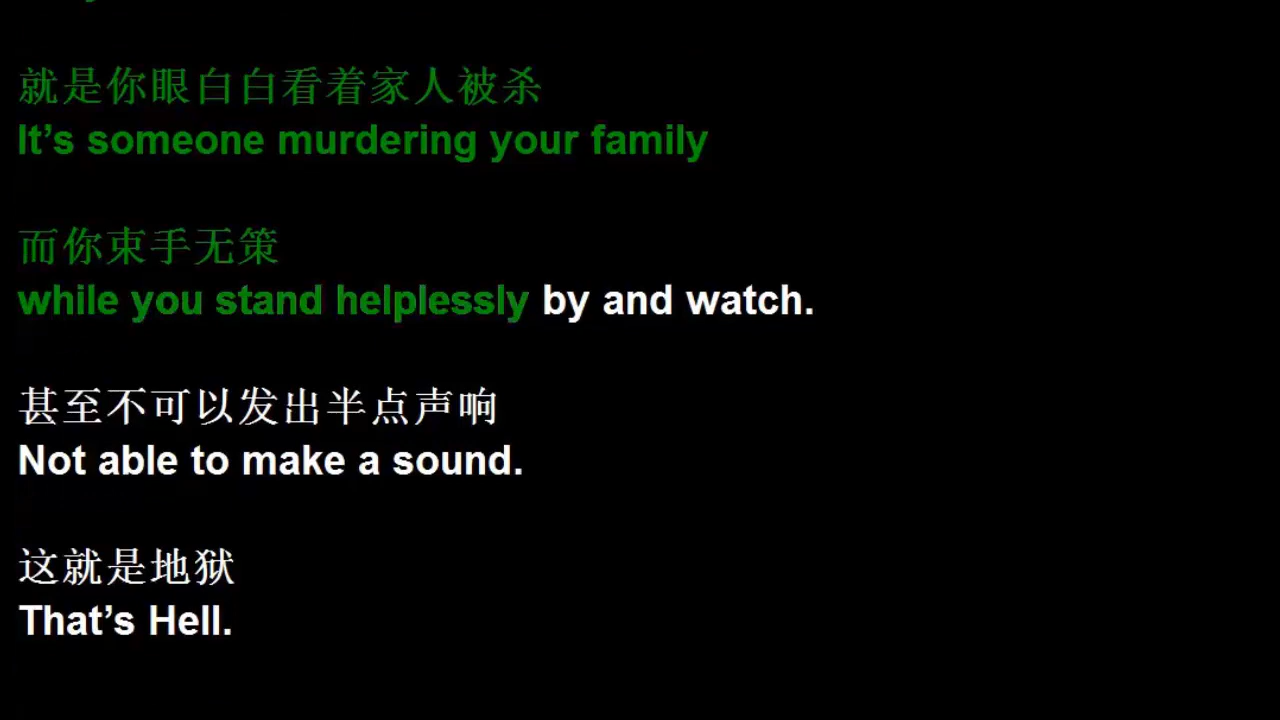 就是你眼白白看着家人被杀
It’s someone murdering your family
而你束手无策
while you stand helplessly by and watch.
甚至不可以发出半点声响
Not able to make a sound.
这就是地狱
That’s Hell.